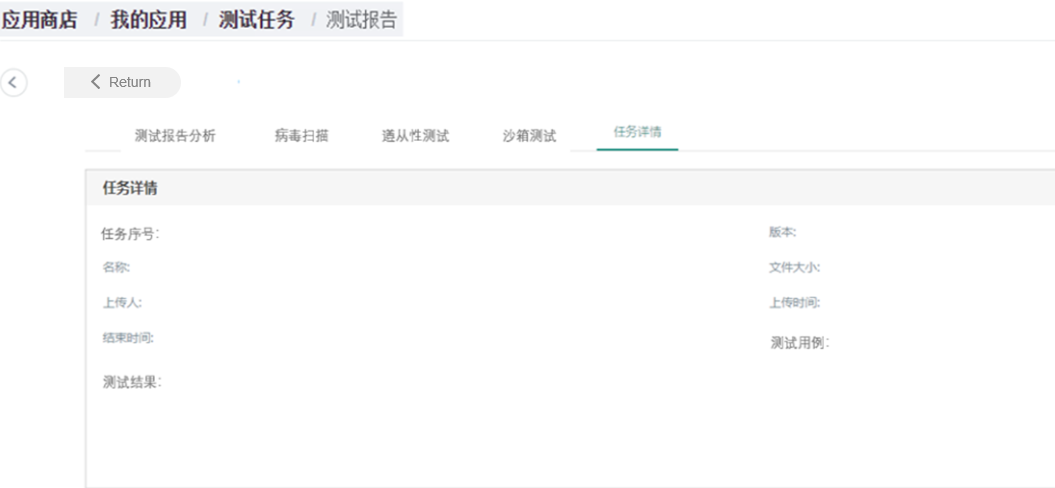 应用商店 / 我的应用 / 测试任务 / 测试报告
Return
测试报告分析 病毒扫描 遵从性测试 沙箱测试 任务详情
任务详情
任务序号: 版本:
名称: 文件大小:
上传人: 上传时间:
结束时间: 测试用例:
测试结果: